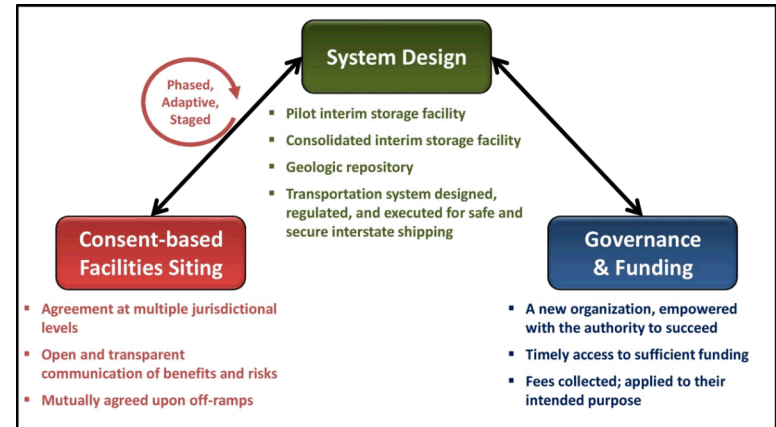 System Design
Phased,
Adaptive,
Staged
▪ Pilot interim storage facility
▪ Consolidated interim storage facility
▪ Geologic repository
▪ Transportation system designed,
regulated, and executed for safe and
secure interstate shipping
Consent-based
Facilities Siting
▪ Agreement at multiple jurisdictional
levels
▪ Open and transparent
communication of benefits and risks
▪ Mutually agreed upon off-ramps
Governance
& Funding
▪ A new organization, empowered
with the authority to succeed
▪ Timely access to sufficient funding
▪ Fees collected; applied to their
intended purpose